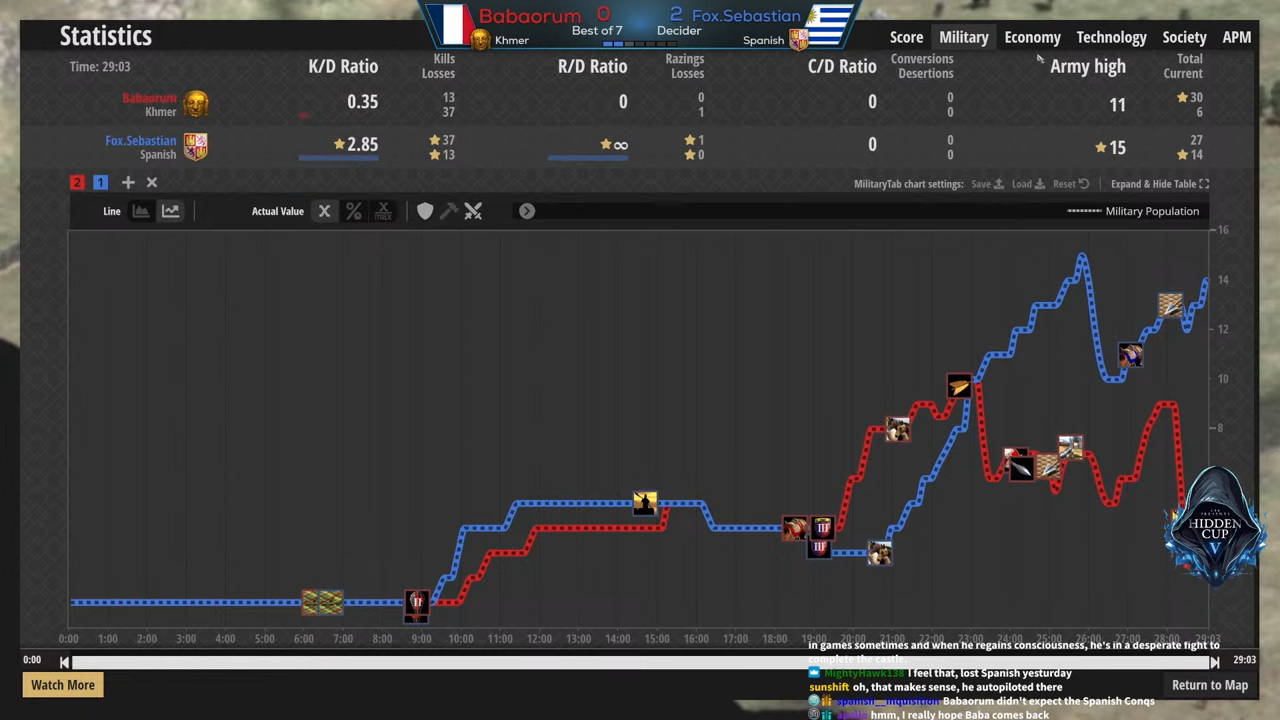 Statistics
Babaorum 0
Khmer
Best of 7
2 Fox.Sebastian
Decider
Spanish
Score Military Economy Technology Society APM
Time: 29:03
K/D Ratio
Kills
Losses
R/D Ratio
Razings
Losses
C/D Ratio
Conversions
Desertions
Army high
Total
Current
Babaorum
Khmer
0.35
13
37
0
0
1
0
0
0
11
30
6
Fox.Sebastian
Spanish
2.85
37
13
∞
1
0
0
0
0
15
27
14
2 1 + ×
MilitaryTab chart settings: Save Load Reset Expand & Hide Table
Line Actual Value X % X
max
Military Population
16
14
12
10
8
0:00 1:00 2:00 3:00 4:00 5:00 6:00 7:00 8:00 9:00 10:00 11:00 12:00 13:00 14:00 15:00 16:00 17:00 18:00 19:00 20:00 21:00 22:00 23:00 24:00 25:00 26:00 27:00 28:00 29:03
HIDDEN
CUP
V
0:00 29:03
Watch More
Return to Map
in games sometimes and when he regains consciousness, he's in a desperate fight to
complete the castle.
MightyHawk138 I feel that, lost Spanish yesterday
sunshift oh, that makes sense, he autopiloted there
spanish__inquisition Babaorum didn't expect the Spanish Conqs
hmm, I really hope Baba comes back